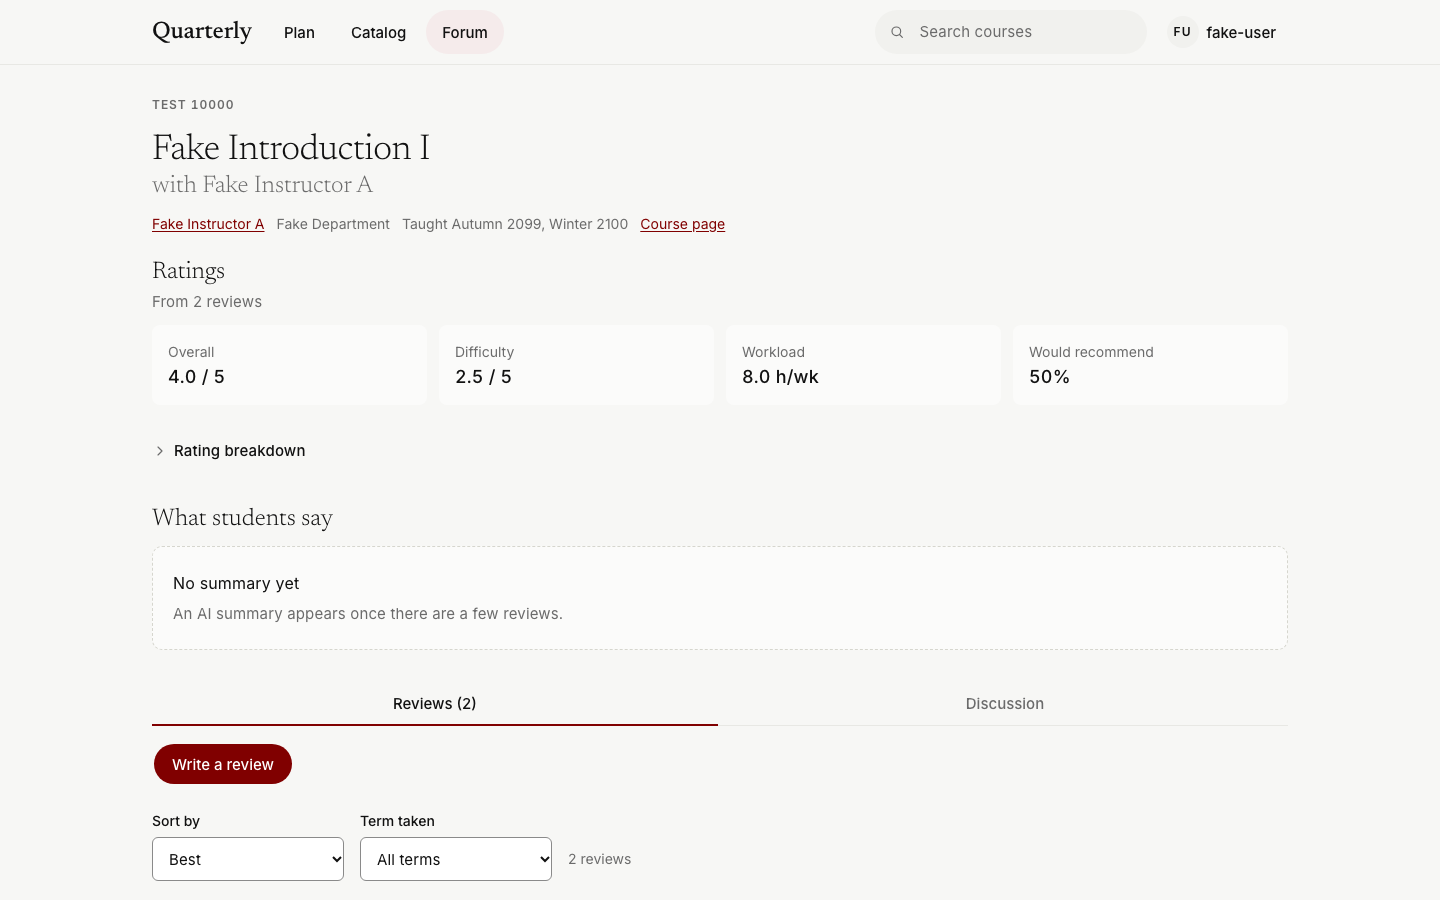 Quarterly
Plan
Catalog
Forum
Search courses
FU
fake-user
TEST 10000
Fake Introduction I
with Fake Instructor A
Fake Instructor A Fake Department Taught Autumn 2099, Winter 2100 Course page
Ratings
From 2 reviews
Overall
4.0 / 5
Difficulty
2.5 / 5
Workload
8.0 h/wk
Would recommend
50%
Rating breakdown
What students say
No summary yet
An AI summary appears once there are a few reviews.
Reviews (2)
Discussion
Write a review
Sort by
Best
Term taken
All terms
2 reviews